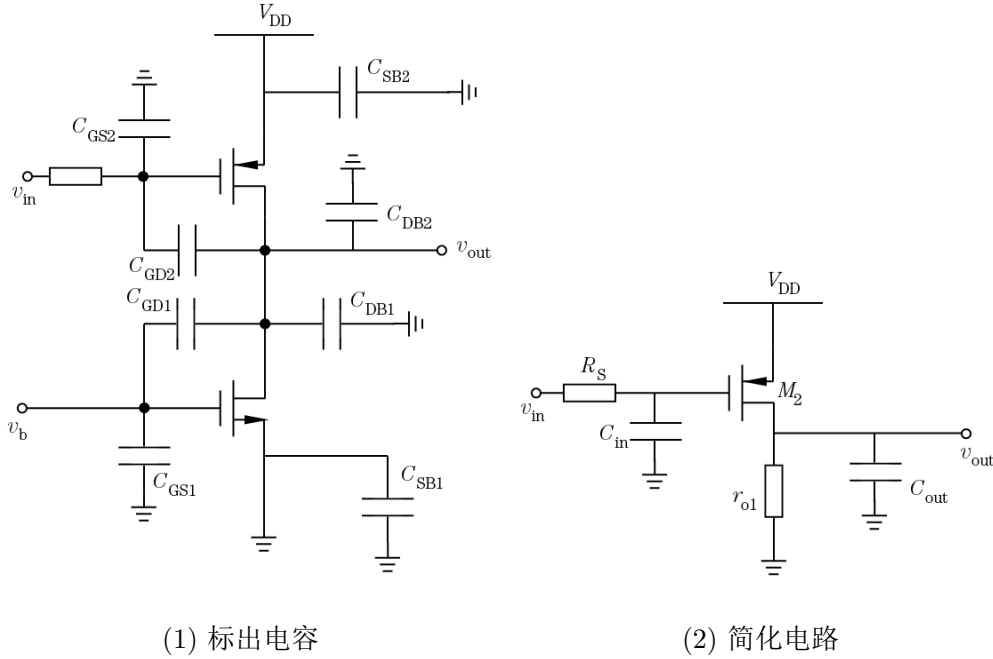 V_DD
C_SB2
C_GS2
v_in
C_DB2
v_out
C_GD2
C_GD1
C_DB1
v_b
C_GS1
C_SB1
V_DD
R_S
M_2
v_in
C_in
v_out
r_o1
C_out
(1) 标出电容
(2) 简化电路